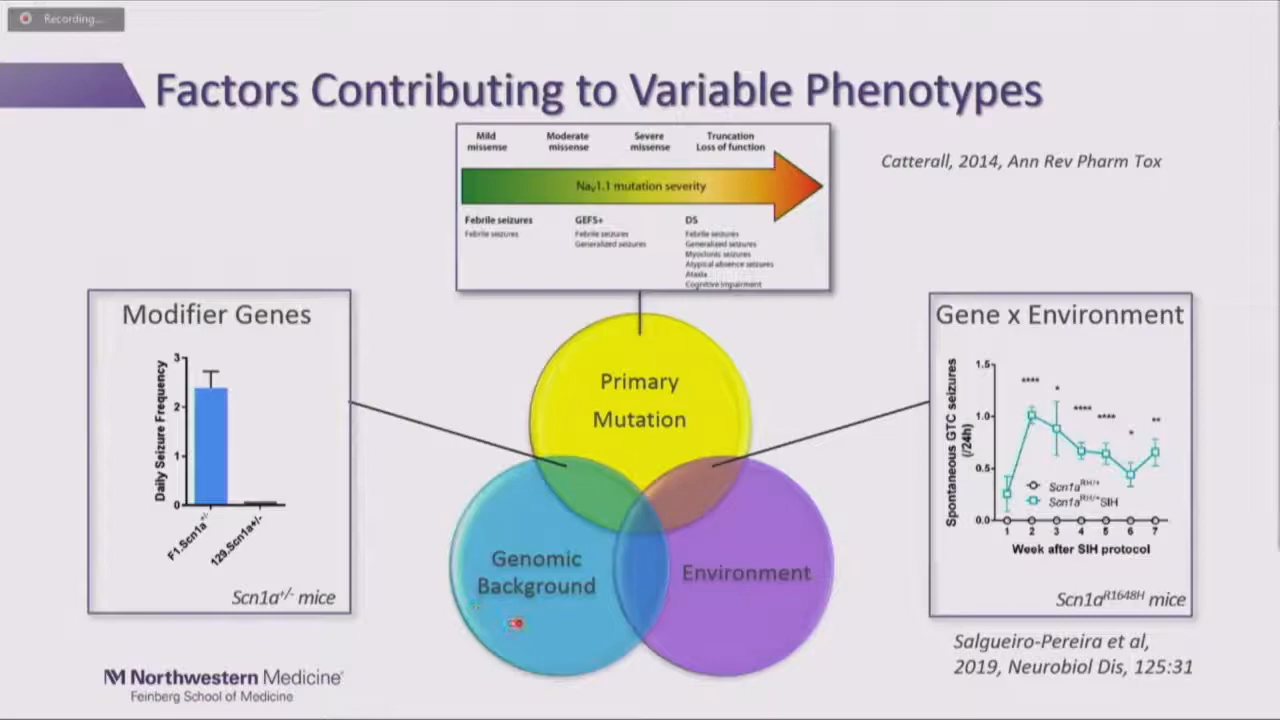 Recording...
Factors Contributing to Variable Phenotypes
Mild missense
Moderate missense
Severe missense
Truncation Loss of function
Catterall, 2014, Ann Rev Pharm Tox
Nav1.1 mutation severity
Febrile seizures
Febrile seizures
GEFS+
Febrile seizures
Generalized seizures
DS
Febrile seizures
Generalized seizures
Myoclonic seizures
Atypical absence seizures
Ataxia
Cognitive impairment
Modifier Genes
Daily Seizure Frequency
3
2
1
0
F1.Scn1a+/-
129.Scn1a+/-
Scn1a+/- mice
Primary
Mutation
Genomic
Background
Environment
Gene x Environment
Spontaneous GTC seizures
(/24h)
1.5
1.0
0.5
0.0
**** * **** **** * **
Scn1aRH/+
Scn1aRH/+SIH
1 2 3 4 5 6 7
Week after SIH protocol
Scn1aR1648H mice
Salgueiro-Pereira et al,
2019, Neurobiol Dis, 125:31
Northwestern Medicine®
Feinberg School of Medicine